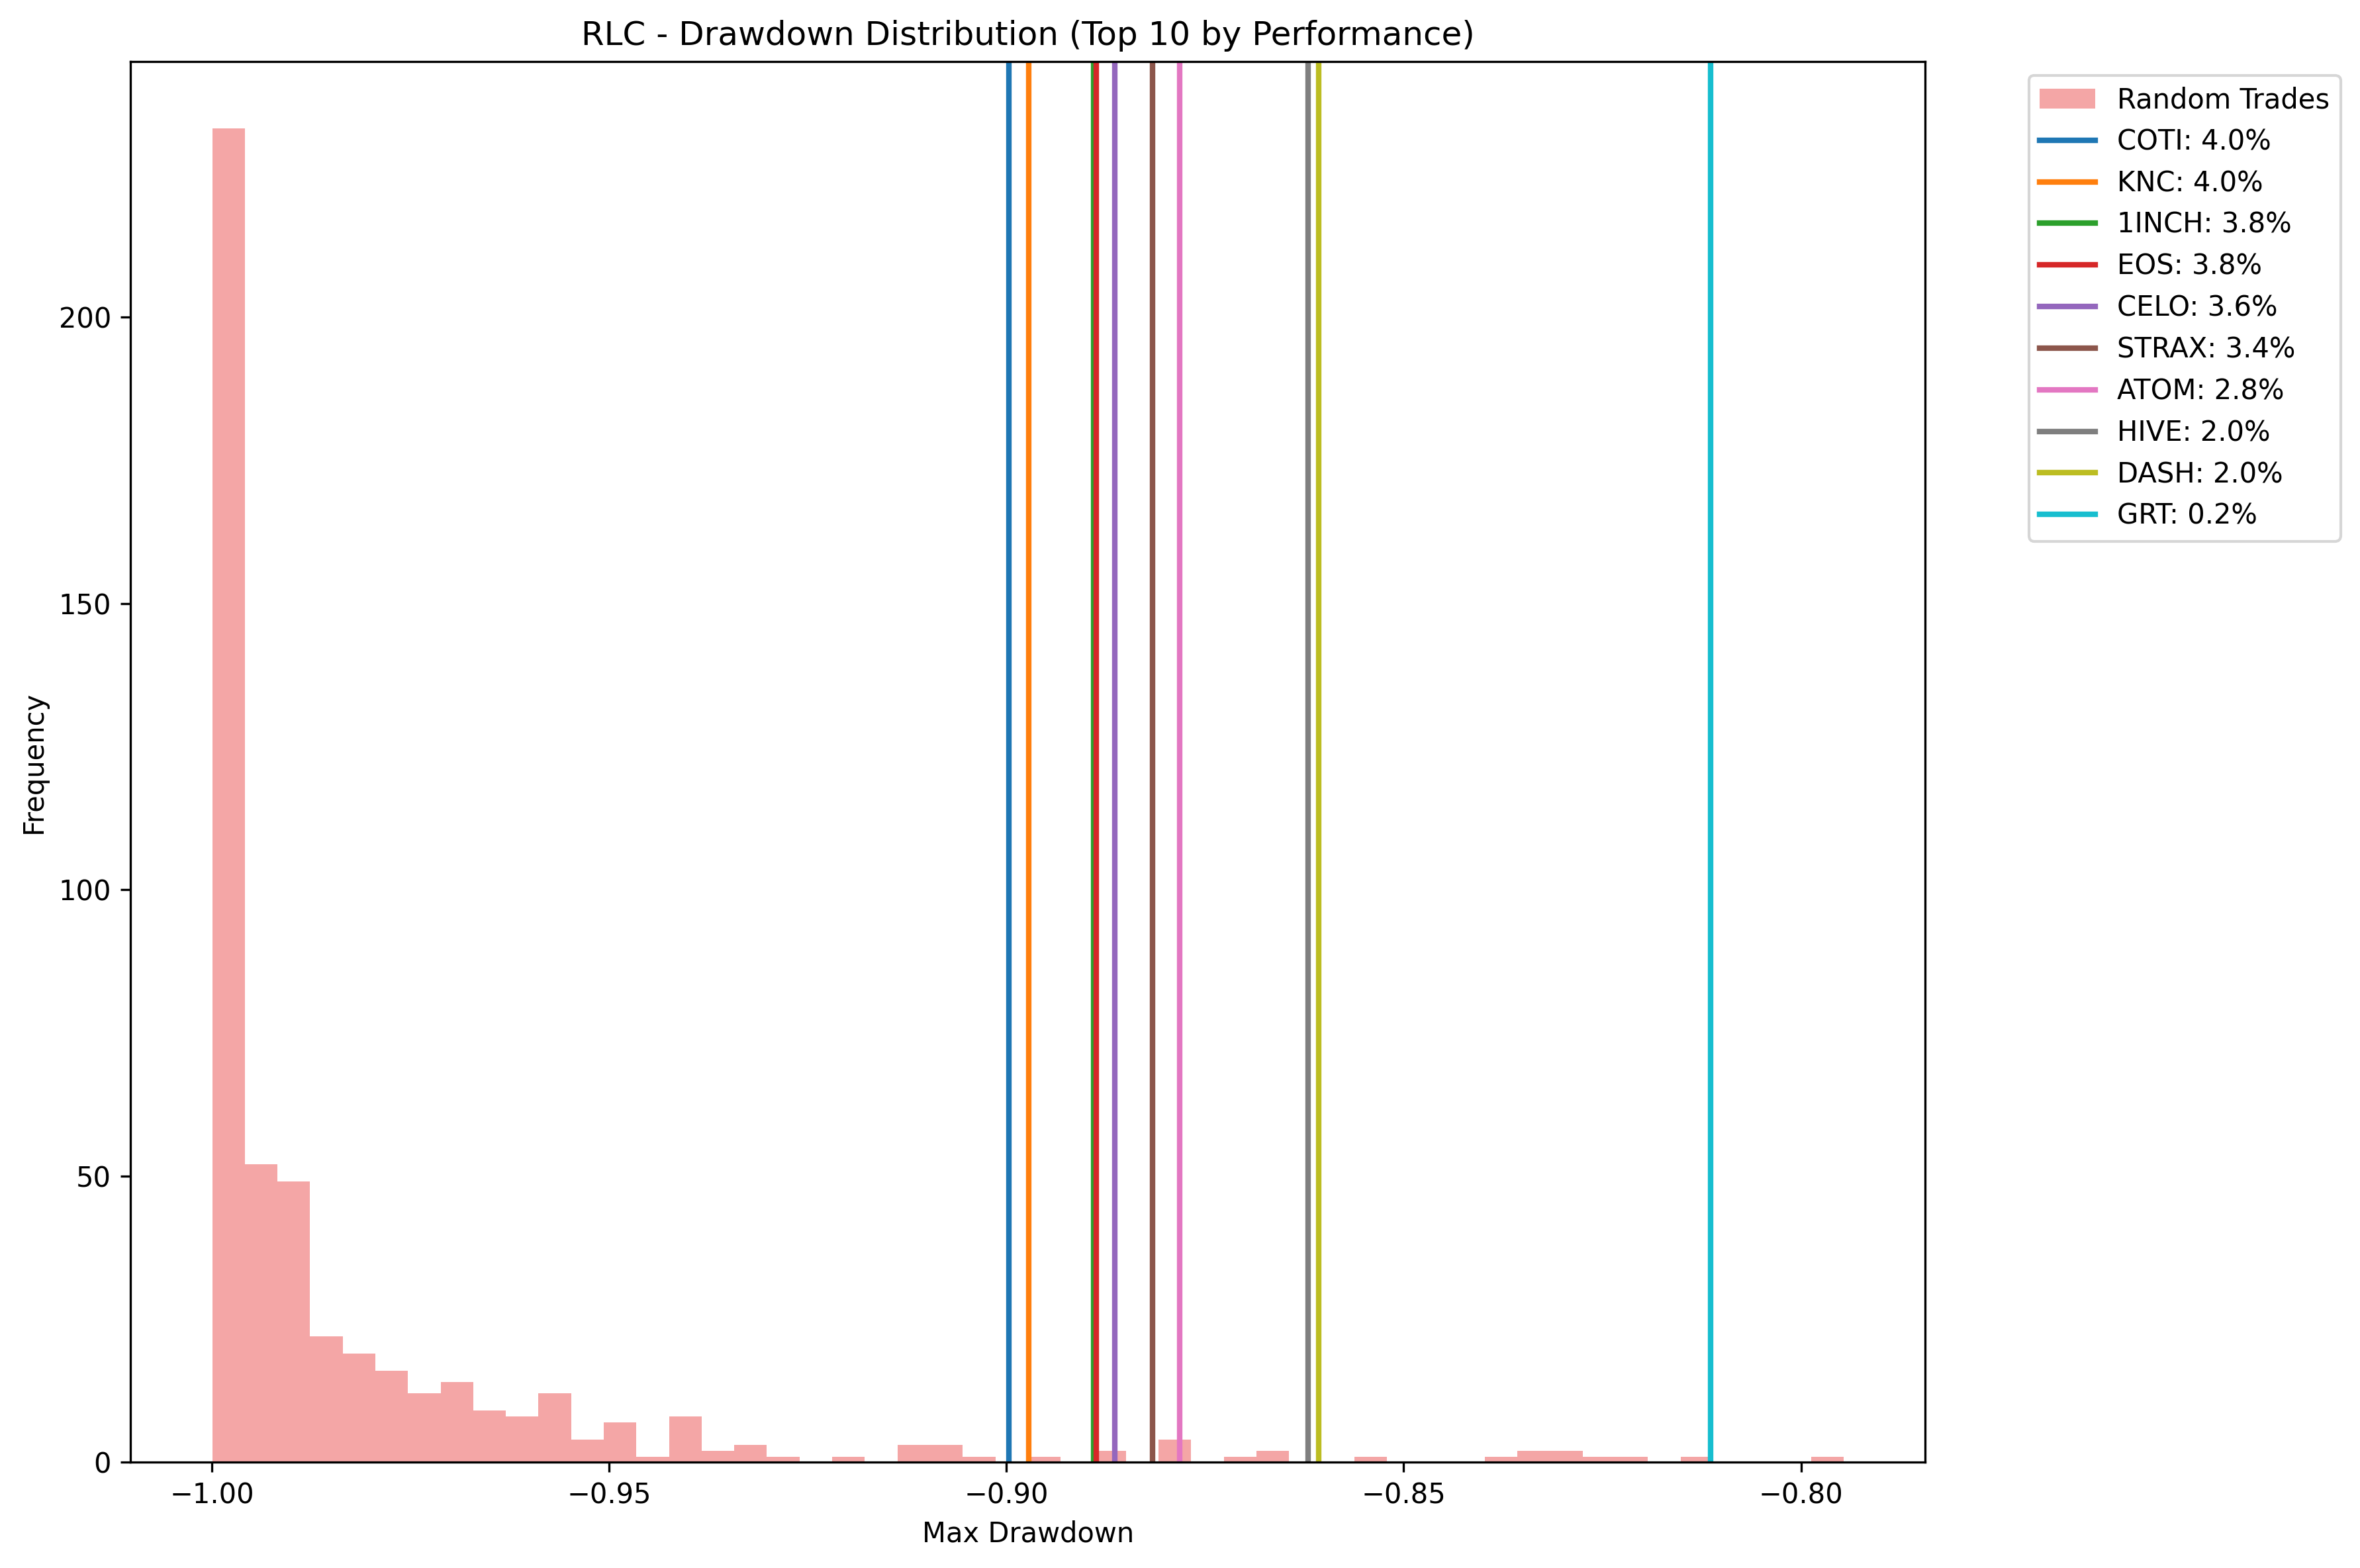 RLC - Drawdown Distribution (Top 10 by Performance)
Random Trades
COTI: 4.0%
KNC: 4.0%
1INCH: 3.8%
EOS: 3.8%
CELO: 3.6%
STRAX: 3.4%
ATOM: 2.8%
HIVE: 2.0%
DASH: 2.0%
GRT: 0.2%
Frequency
200
150
100
50
0
−1.00 −0.95 −0.90 −0.85 −0.80
Max Drawdown